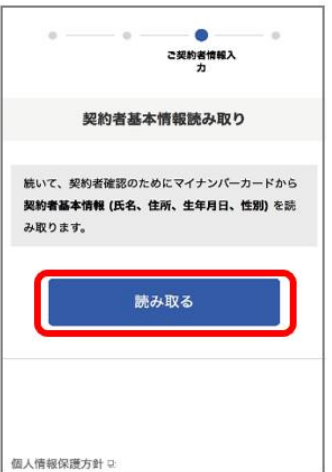 ご契約者情報入
力
契約者基本情報読み取り
続いて、契約者確認のためにマイナンバーカードから
契約者基本情報 (氏名、住所、生年月日、性別) を読
み取ります。
読み取る
個人情報保護方針